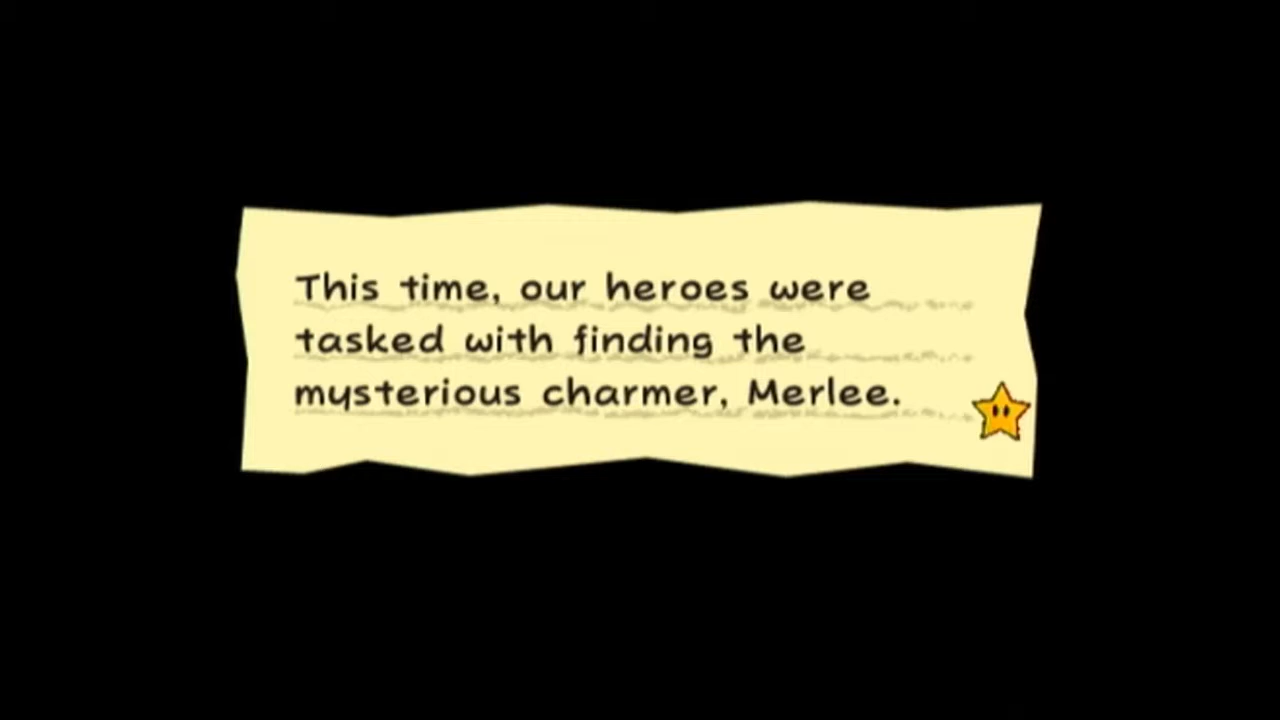 This time, our heroes were
tasked with finding the
mysterious charmer, Merlee.